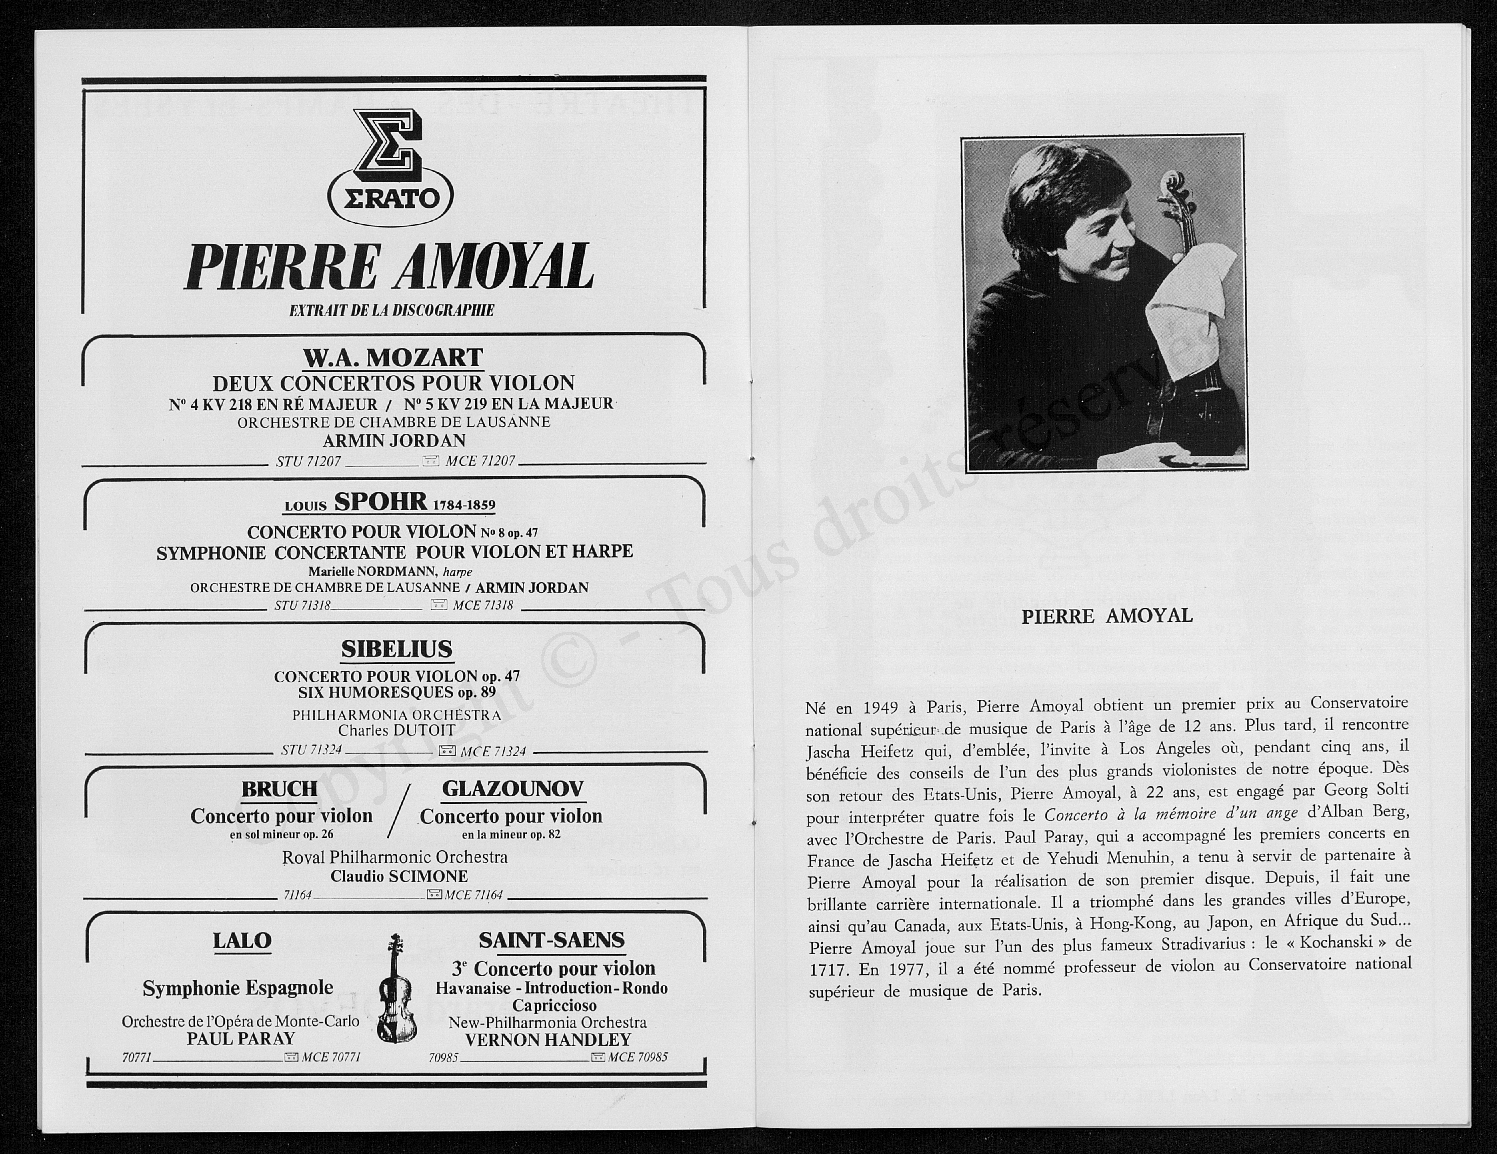 ΣRATO
PIERRE AMOYAL
EXTRAIT DE LA DISCOGRAPHIE
W.A. MOZART
DEUX CONCERTOS POUR VIOLON
Nº 4 KV 218 EN RÉ MAJEUR / Nº 5 KV 219 EN LA MAJEUR
ORCHESTRE DE CHAMBRE DE LAUSANNE
ARMIN JORDAN
STU 71207 MCE 71207
LOUIS SPOHR 1784-1859
CONCERTO POUR VIOLON Nº 8 op. 47
SYMPHONIE CONCERTANTE POUR VIOLON ET HARPE
Marielle NORDMANN, harpe
ORCHESTRE DE CHAMBRE DE LAUSANNE / ARMIN JORDAN
STU 71318 MCE 71318
SIBELIUS
CONCERTO POUR VIOLON op. 47
SIX HUMORESQUES op. 89
PHILHARMONIA ORCHESTRA
Charles DUTOIT
STU 71324 MCE 71324
BRUCH / GLAZOUNOV
Concerto pour violon Concerto pour violon
en sol mineur op. 26 en la mineur op. 82
Royal Philharmonic Orchestra
Claudio SCIMONE
71164 MCE 71164
LALO
Symphonie Espagnole
Orchestre de l'Opéra de Monte-Carlo
PAUL PARAY
70771 MCE 70771
SAINT-SAENS
3e Concerto pour violon
Havanaise - Introduction - Rondo
Capriccioso
New-Philharmonia Orchestra
VERNON HANDLEY
70985 MCE 70985
PIERRE AMOYAL
Né en 1949 à Paris, Pierre Amoyal obtient un premier prix au Conservatoire
national supérieur de musique de Paris à l'âge de 12 ans. Plus tard, il rencontre
Jascha Heifetz qui, d'emblée, l'invite à Los Angeles où, pendant cinq ans, il
bénéficie des conseils de l'un des plus grands violonistes de notre époque. Dès
son retour des Etats-Unis, Pierre Amoyal, à 22 ans, est engagé par Georg Solti
pour interpréter quatre fois le Concerto à la mémoire d'un ange d'Alban Berg,
avec l'Orchestre de Paris. Paul Paray, qui a accompagné les premiers concerts en
France de Jascha Heifetz et de Yehudi Menuhin, a tenu à servir de partenaire à
Pierre Amoyal pour la réalisation de son premier disque. Depuis, il fait une
brillante carrière internationale. Il a triomphé dans les grandes villes d'Europe,
ainsi qu'au Canada, aux Etats-Unis, à Hong-Kong, au Japon, en Afrique du Sud...
Pierre Amoyal joue sur l'un des plus fameux Stradivarius : le « Kochanski » de
1717. En 1977, il a été nommé professeur de violon au Conservatoire national
supérieur de musique de Paris.
Copyright © - Tous droits réservés